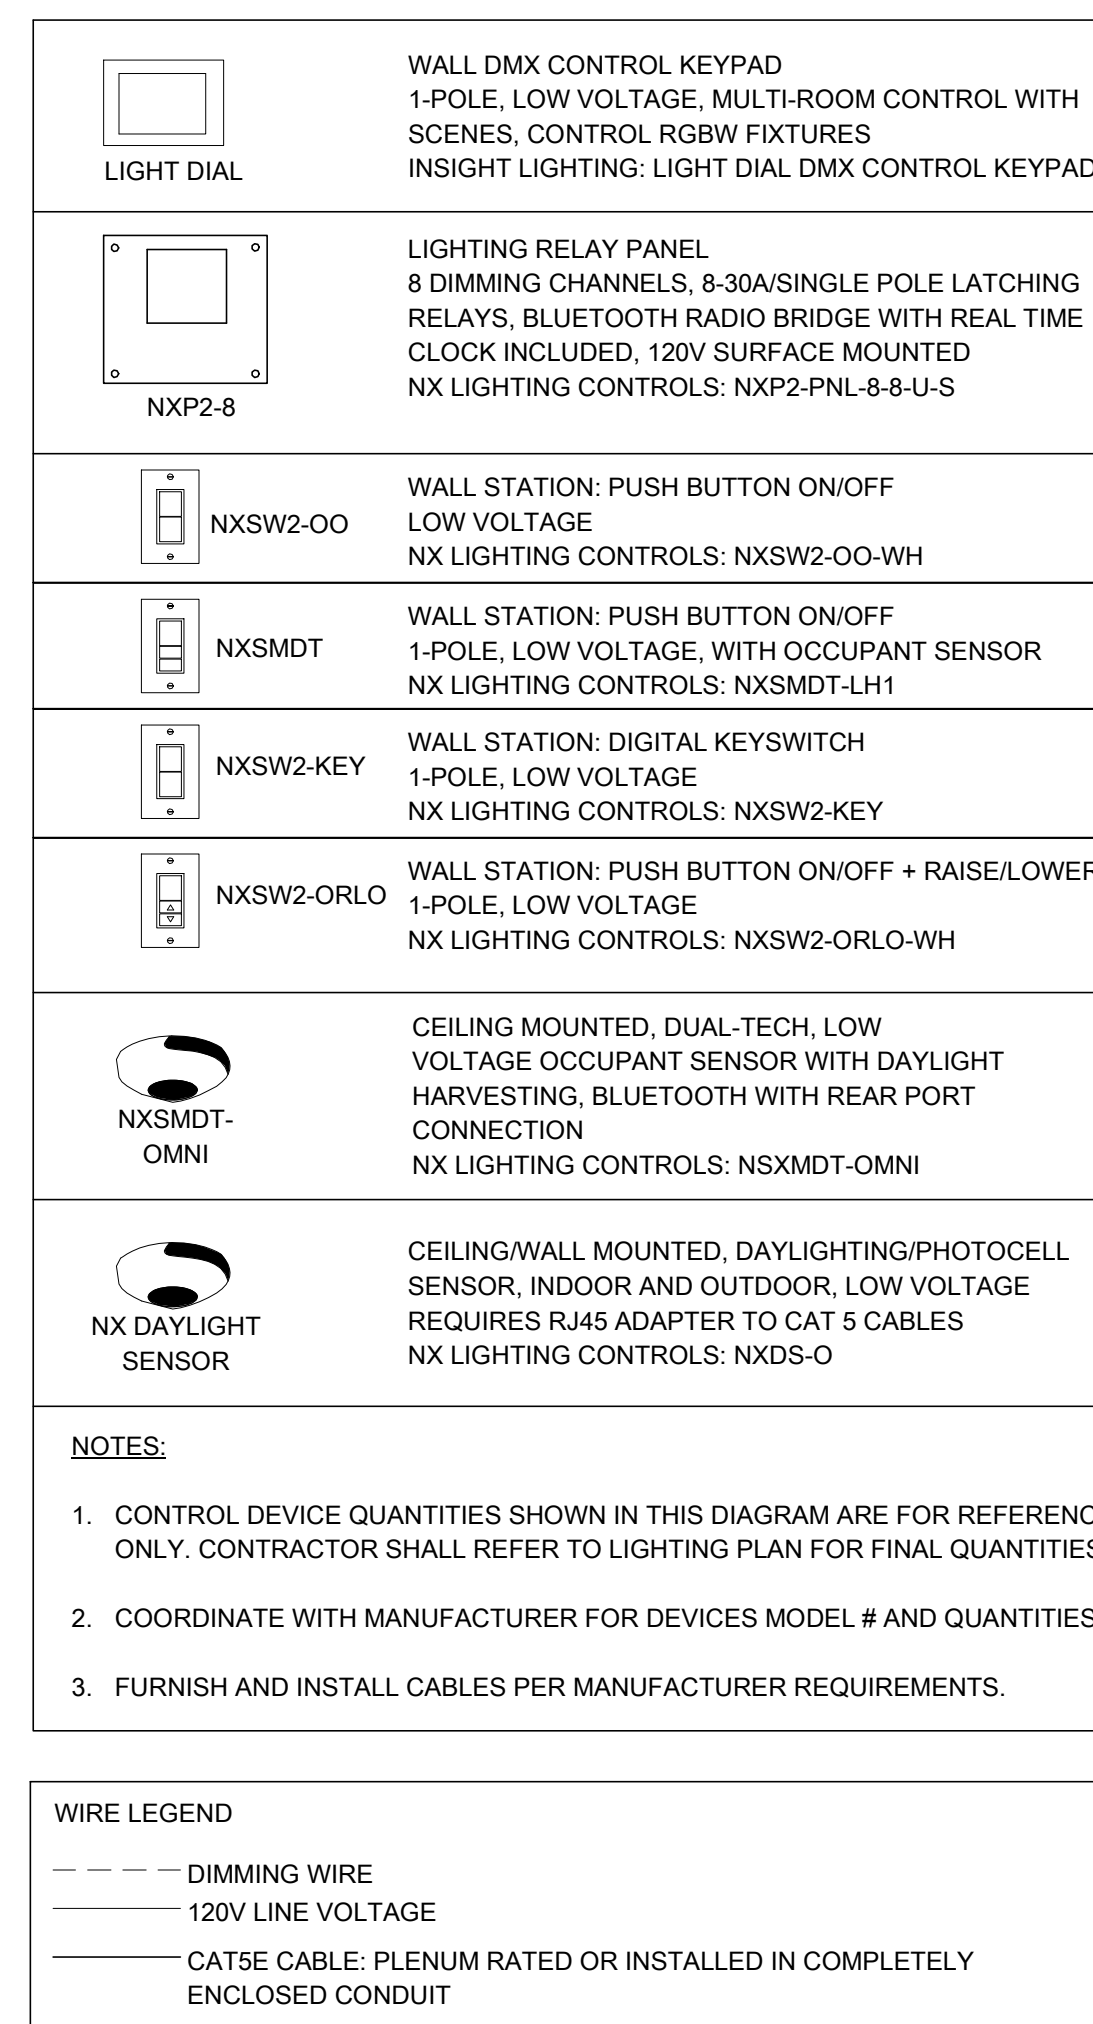 WALL DMX CONTROL KEYPAD
1-POLE, LOW VOLTAGE, MULTI-ROOM CONTROL WITH
SCENES, CONTROL RGBW FIXTURES
INSIGHT LIGHTING: LIGHT DIAL DMX CONTROL KEYPAD
LIGHT DIAL
LIGHTING RELAY PANEL
8 DIMMING CHANNELS, 8-30A/SINGLE POLE LATCHING
RELAYS, BLUETOOTH RADIO BRIDGE WITH REAL TIME
CLOCK INCLUDED, 120V SURFACE MOUNTED
NX LIGHTING CONTROLS: NXP2-PNL-8-8-U-S
NXP2-8
WALL STATION: PUSH BUTTON ON/OFF
LOW VOLTAGE
NX LIGHTING CONTROLS: NXSW2-OO-WH
NXSW2-OO
WALL STATION: PUSH BUTTON ON/OFF
1-POLE, LOW VOLTAGE, WITH OCCUPANT SENSOR
NX LIGHTING CONTROLS: NXSMDT-LH1
NXSMDT
WALL STATION: DIGITAL KEYSWITCH
1-POLE, LOW VOLTAGE
NX LIGHTING CONTROLS: NXSW2-KEY
NXSW2-KEY
WALL STATION: PUSH BUTTON ON/OFF + RAISE/LOWER
1-POLE, LOW VOLTAGE
NX LIGHTING CONTROLS: NXSW2-ORLO-WH
NXSW2-ORLO
CEILING MOUNTED, DUAL-TECH, LOW
VOLTAGE OCCUPANT SENSOR WITH DAYLIGHT
HARVESTING, BLUETOOTH WITH REAR PORT
CONNECTION
NX LIGHTING CONTROLS: NSXMDT-OMNI
NXSMDT-
OMNI
CEILING/WALL MOUNTED, DAYLIGHTING/PHOTOCELL
SENSOR, INDOOR AND OUTDOOR, LOW VOLTAGE
REQUIRES RJ45 ADAPTER TO CAT 5 CABLES
NX LIGHTING CONTROLS: NXDS-O
NX DAYLIGHT
SENSOR
NOTES:
1. CONTROL DEVICE QUANTITIES SHOWN IN THIS DIAGRAM ARE FOR REFERENC
ONLY. CONTRACTOR SHALL REFER TO LIGHTING PLAN FOR FINAL QUANTITIES
2. COORDINATE WITH MANUFACTURER FOR DEVICES MODEL # AND QUANTITIES
3. FURNISH AND INSTALL CABLES PER MANUFACTURER REQUIREMENTS.
WIRE LEGEND
DIMMING WIRE
120V LINE VOLTAGE
CAT5E CABLE: PLENUM RATED OR INSTALLED IN COMPLETELY
ENCLOSED CONDUIT